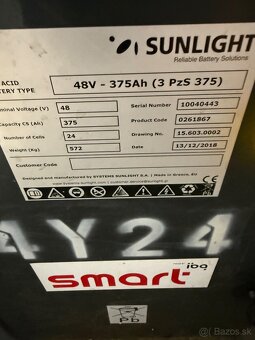 SUNLIGHT
Reliable Battery Solutions
ACID
TERY TYPE
48V - 375Ah (3 PzS 375)
minal Voltage (V) 48 Serial Number 10040443
Capacity C5 (Ah) 375 Product Code 0261867
Number of Cells 24 Drawing No. 15.603.0002
Weight (Kg) 572 Date 13/12/2018
Customer Code
Designed and manufactured by SYSTEMS SUNLIGHT S.A. | Made in Greece, EU
4Y24
smart
iba
Pb
bazos.sk